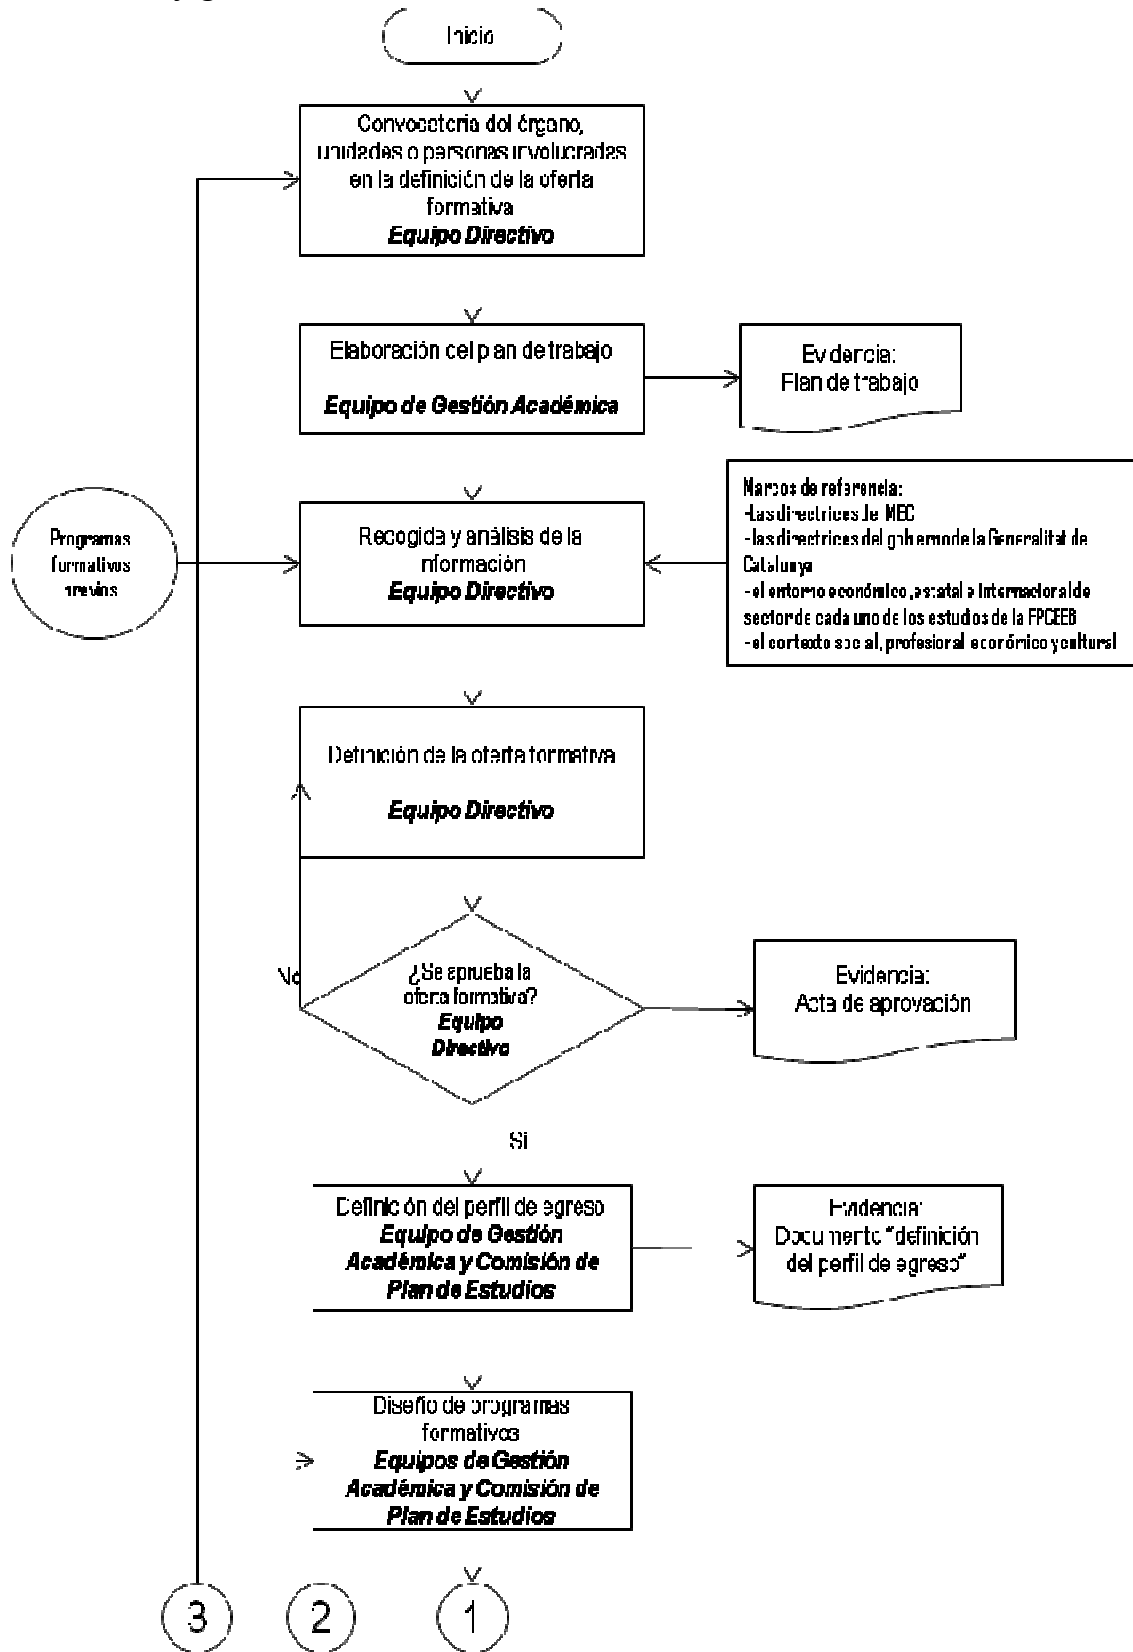 Inicio
Convocatoria del órgano,
unidades o personas involucradas
en la definición de la oferta
formativa
Equipo Directivo
Elaboración del plan de trabajo
Equipo de Gestión Académica
Evidencia:
Plan de trabajo
Programas
formativos
previos
Recogida y análisis de la
información
Equipo Directivo
Marcos de referencia:
-Las directrices del MEC
-las directrices del gobierno de la Generalitat de
Catalunya
-el entorno económico, estatal e internacional de
sector de cada uno de los estudios de la FPCEEB
-el contexto social, profesional, económico y cultural
Definición de la oferta formativa
Equipo Directivo
No
¿Se aprueba la
oferta formativa?
Equipo
Directivo
Evidencia:
Acta de aprovación
Si
Definición del perfil de egreso
Equipo de Gestión
Académica y Comisión de
Plan de Estudios
Evidencia:
Documento "definición
del perfil de egreso"
Diseño de programas
formativos
Equipos de Gestión
Académica y Comisión de
Plan de Estudios
3
2
1